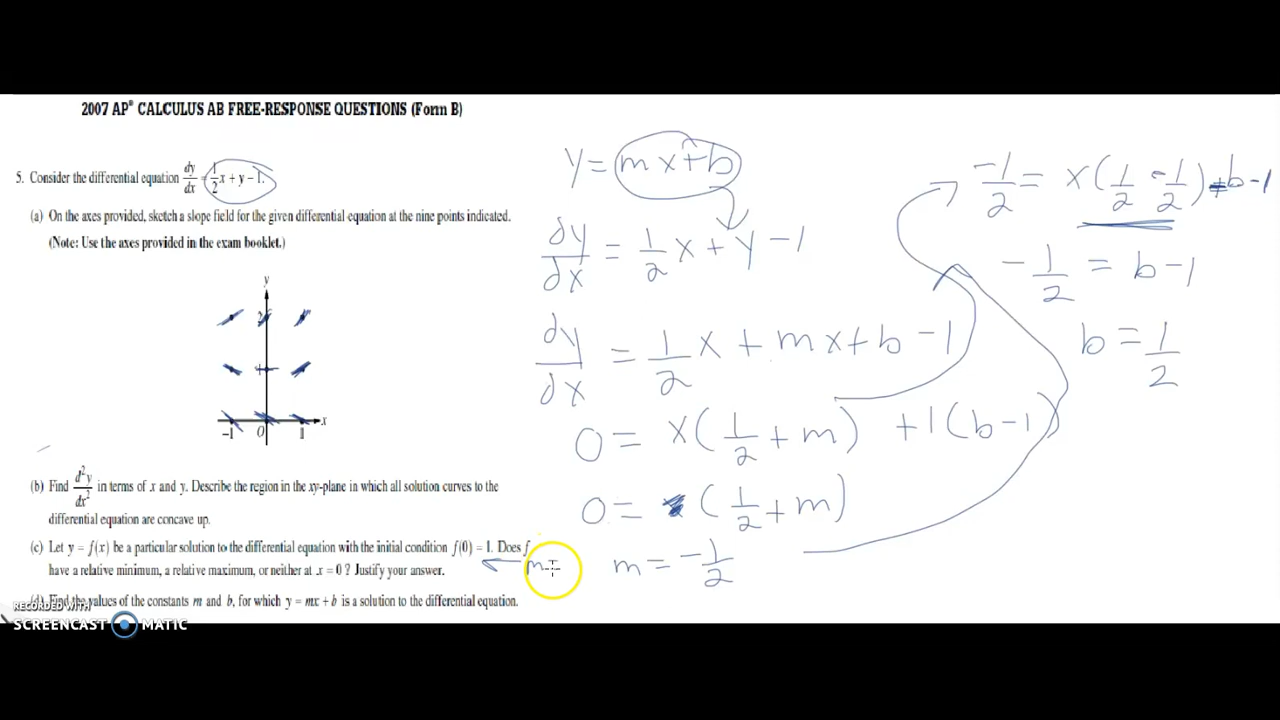 2007 AP® CALCULUS AB FREE-RESPONSE QUESTIONS (Form B)
5. Consider the differential equation dy/dx = 1/2 x + y − 1.
(a) On the axes provided, sketch a slope field for the given differential equation at the nine points indicated.
(Note: Use the axes provided in the exam booklet.)
y
2
1
−1 0 1 x
(b) Find d²y/dx² in terms of x and y. Describe the region in the xy-plane in which all solution curves to the
differential equation are concave up.
(c) Let y = f(x) be a particular solution to the differential equation with the initial condition f(0) = 1. Does f
have a relative minimum, a relative maximum, or neither at x = 0? Justify your answer.
(d) Find the values of the constants m and b, for which y = mx + b is a solution to the differential equation.
RECORDED WITH
SCREENCAST MATIC
y = mx+b
dy/dx = 1/2 x + y − 1
dy/dx = 1/2 x + mx + b − 1
0 = x(1/2 + m) + 1(b−1)
0 = (1/2 + m)
m = −1/2
m =
−1/2 = x(1/2 − 1/2) + b−1
−1/2 = b−1
b = 1/2